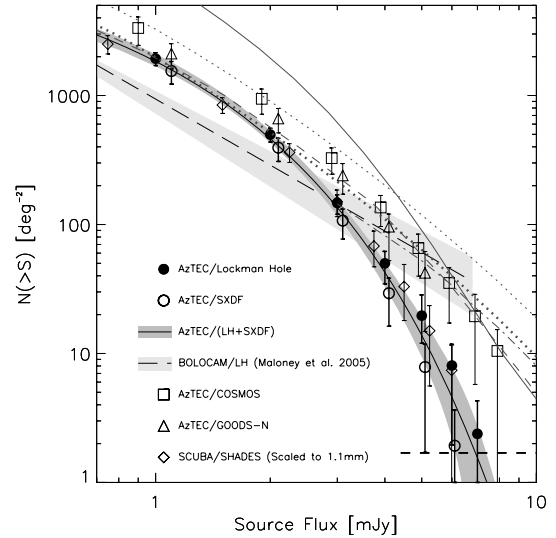 1000
100
10
1
N(>S) [deg⁻²]
AzTEC/Lockman Hole
AzTEC/SXDF
AzTEC/(LH+SXDF)
BOLOCAM/LH (Maloney et al. 2005)
AzTEC/COSMOS
AzTEC/GOODS-N
SCUBA/SHADES (Scaled to 1.1mm)
1
10
Source Flux [mJy]